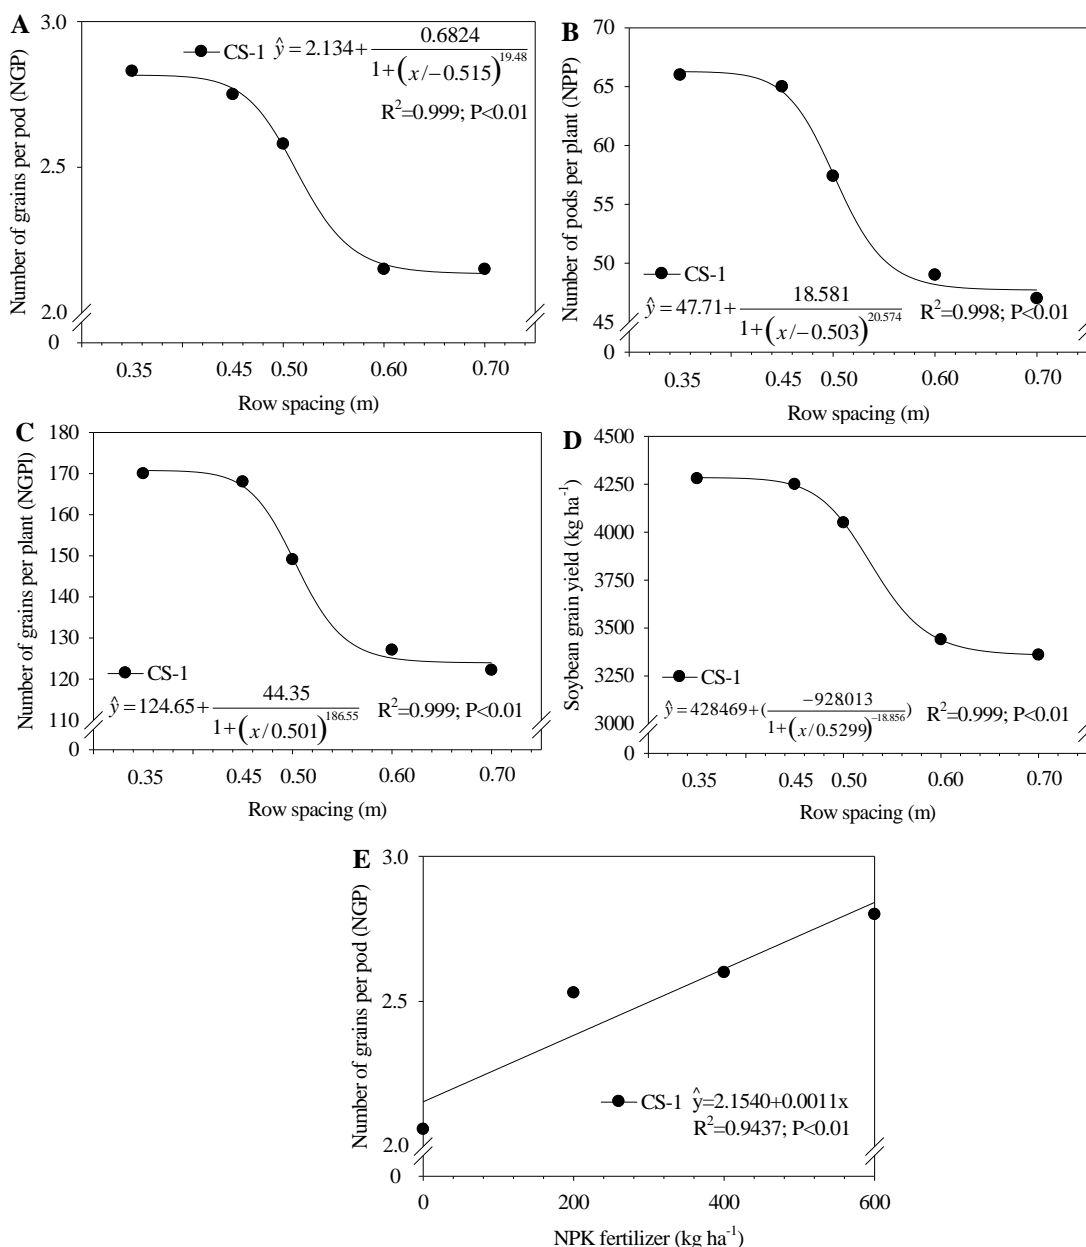 A
Number of grains per pod (NGP)
3.0
2.5
2.0
0
CS-1 ŷ = 2.134+ 0.6824 / 1+(x/−0.515)^19.48
R²=0.999; P<0.01
0.35 0.45 0.50 0.60 0.70
Row spacing (m)
B
Number of pods per plant (NPP)
70
65
60
55
50
45
0
CS-1
ŷ = 47.71+ 18.581 / 1+(x/−0.503)^20.574 R²=0.998; P<0.01
0.35 0.45 0.50 0.60 0.70
Row spacing (m)
C
Number of grains per plant (NGPl)
180
170
160
150
140
130
120
110
0
CS-1
ŷ = 124.65+ 44.35 / 1+(x/0.501)^186.55 R²=0.999; P<0.01
0.35 0.45 0.50 0.60 0.70
Row spacing (m)
D
Soybean grain yield (kg ha⁻¹)
4500
4250
4000
3750
3500
3250
3000
0
CS-1
ŷ = 428469+(−928013 / 1+(x/0.5299)^−18.856) R²=0.999; P<0.01
0.35 0.45 0.50 0.60 0.70
Row spacing (m)
E
Number of grains per pod (NGP)
3.0
2.5
2.0
0
CS-1 ŷ=2.1540+0.0011x
R²=0.9437; P<0.01
0 200 400 600
NPK fertilizer (kg ha⁻¹)